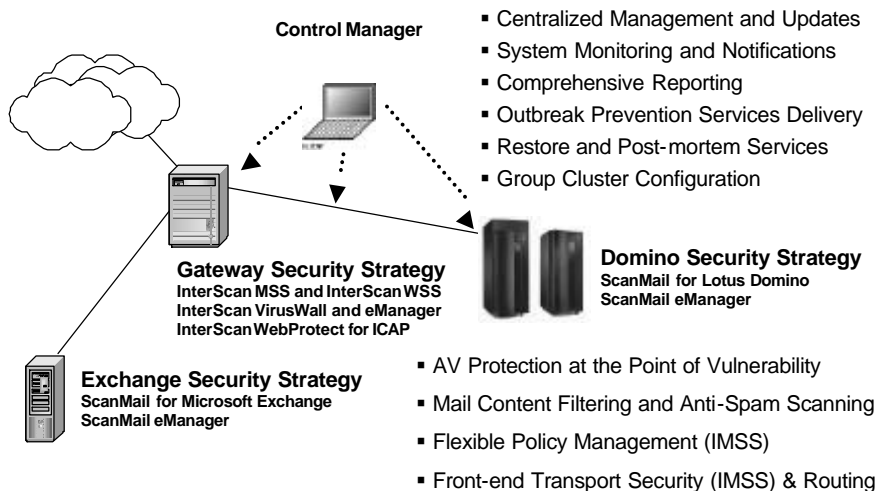 Control Manager
▪ Centralized Management and Updates
▪ System Monitoring and Notifications
▪ Comprehensive Reporting
▪ Outbreak Prevention Services Delivery
▪ Restore and Post-mortem Services
▪ Group Cluster Configuration
Gateway Security Strategy
InterScan MSS and InterScan WSS
InterScan VirusWall and eManager
InterScan WebProtect for ICAP
Domino Security Strategy
ScanMail for Lotus Domino
ScanMail eManager
Exchange Security Strategy
ScanMail for Microsoft Exchange
ScanMail eManager
▪ AV Protection at the Point of Vulnerability
▪ Mail Content Filtering and Anti-Spam Scanning
▪ Flexible Policy Management (IMSS)
▪ Front-end Transport Security (IMSS) & Routing